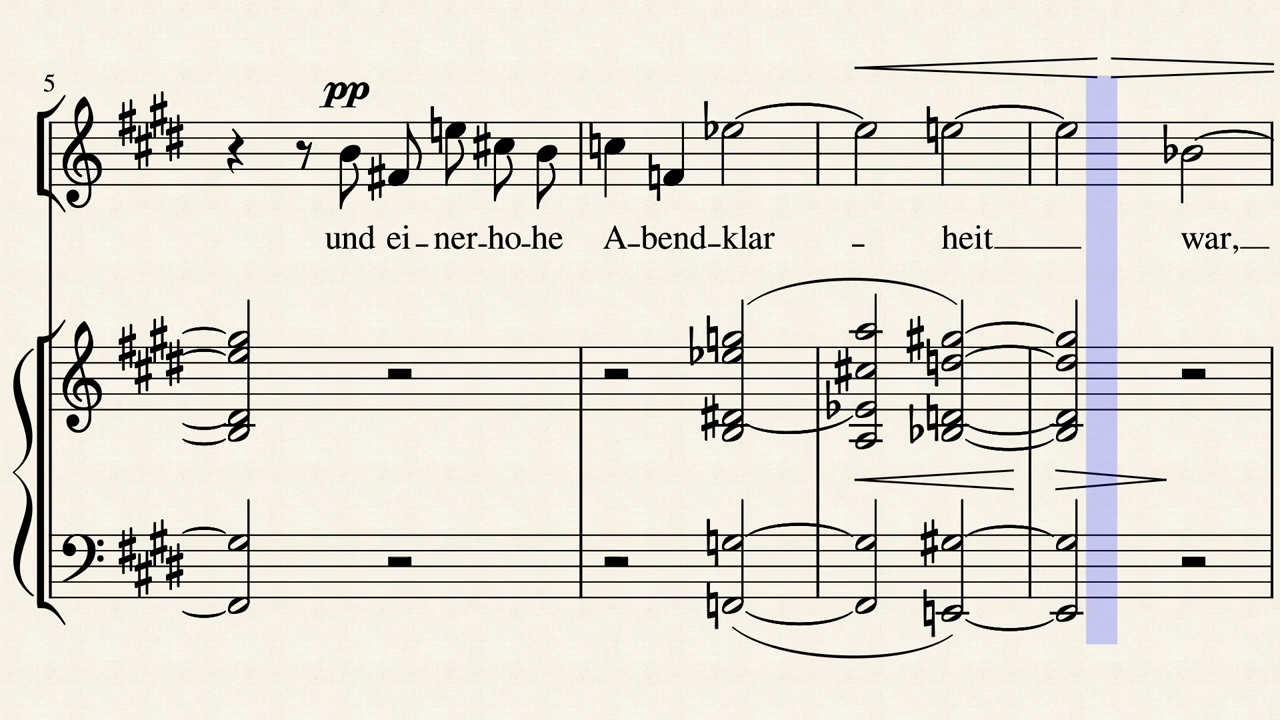 5
pp
und ei-ner-ho-he A-bend-klar - heit war,